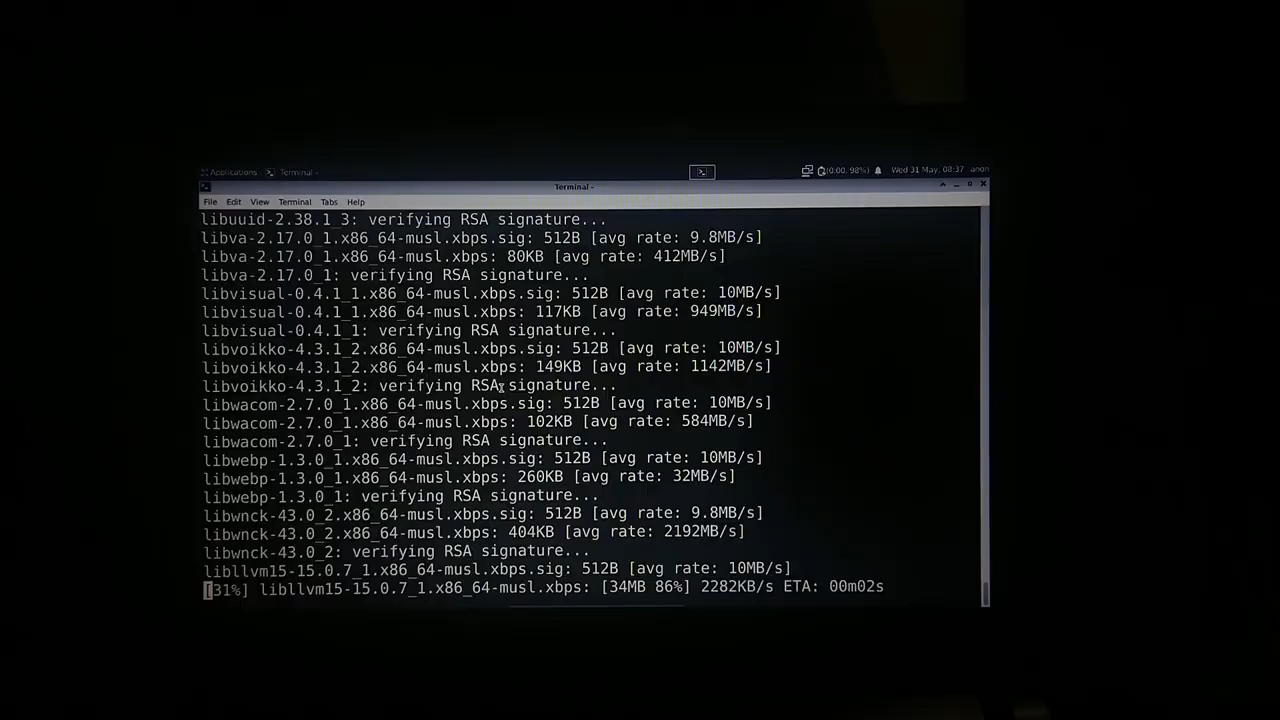 Applications Terminal - (0:00, 98%) Wed 31 May, 08:37 anon
Terminal -
File Edit View Terminal Tabs Help
libuuid-2.38.1_3: verifying RSA signature...
libva-2.17.0_1.x86_64-musl.xbps.sig: 512B [avg rate: 9.8MB/s]
libva-2.17.0_1.x86_64-musl.xbps: 80KB [avg rate: 412MB/s]
libva-2.17.0_1: verifying RSA signature...
libvisual-0.4.1_1.x86_64-musl.xbps.sig: 512B [avg rate: 10MB/s]
libvisual-0.4.1_1.x86_64-musl.xbps: 117KB [avg rate: 949MB/s]
libvisual-0.4.1_1: verifying RSA signature...
libvoikko-4.3.1_2.x86_64-musl.xbps.sig: 512B [avg rate: 10MB/s]
libvoikko-4.3.1_2.x86_64-musl.xbps: 149KB [avg rate: 1142MB/s]
libvoikko-4.3.1_2: verifying RSA signature...
libwacom-2.7.0_1.x86_64-musl.xbps.sig: 512B [avg rate: 10MB/s]
libwacom-2.7.0_1.x86_64-musl.xbps: 102KB [avg rate: 584MB/s]
libwacom-2.7.0_1: verifying RSA signature...
libwebp-1.3.0_1.x86_64-musl.xbps.sig: 512B [avg rate: 10MB/s]
libwebp-1.3.0_1.x86_64-musl.xbps: 260KB [avg rate: 32MB/s]
libwebp-1.3.0_1: verifying RSA signature...
libwnck-43.0_2.x86_64-musl.xbps.sig: 512B [avg rate: 9.8MB/s]
libwnck-43.0_2.x86_64-musl.xbps: 404KB [avg rate: 2192MB/s]
libwnck-43.0_2: verifying RSA signature...
libllvm15-15.0.7_1.x86_64-musl.xbps.sig: 512B [avg rate: 10MB/s]
[31%] libllvm15-15.0.7_1.x86_64-musl.xbps: [34MB 86%] 2282KB/s ETA: 00m02s